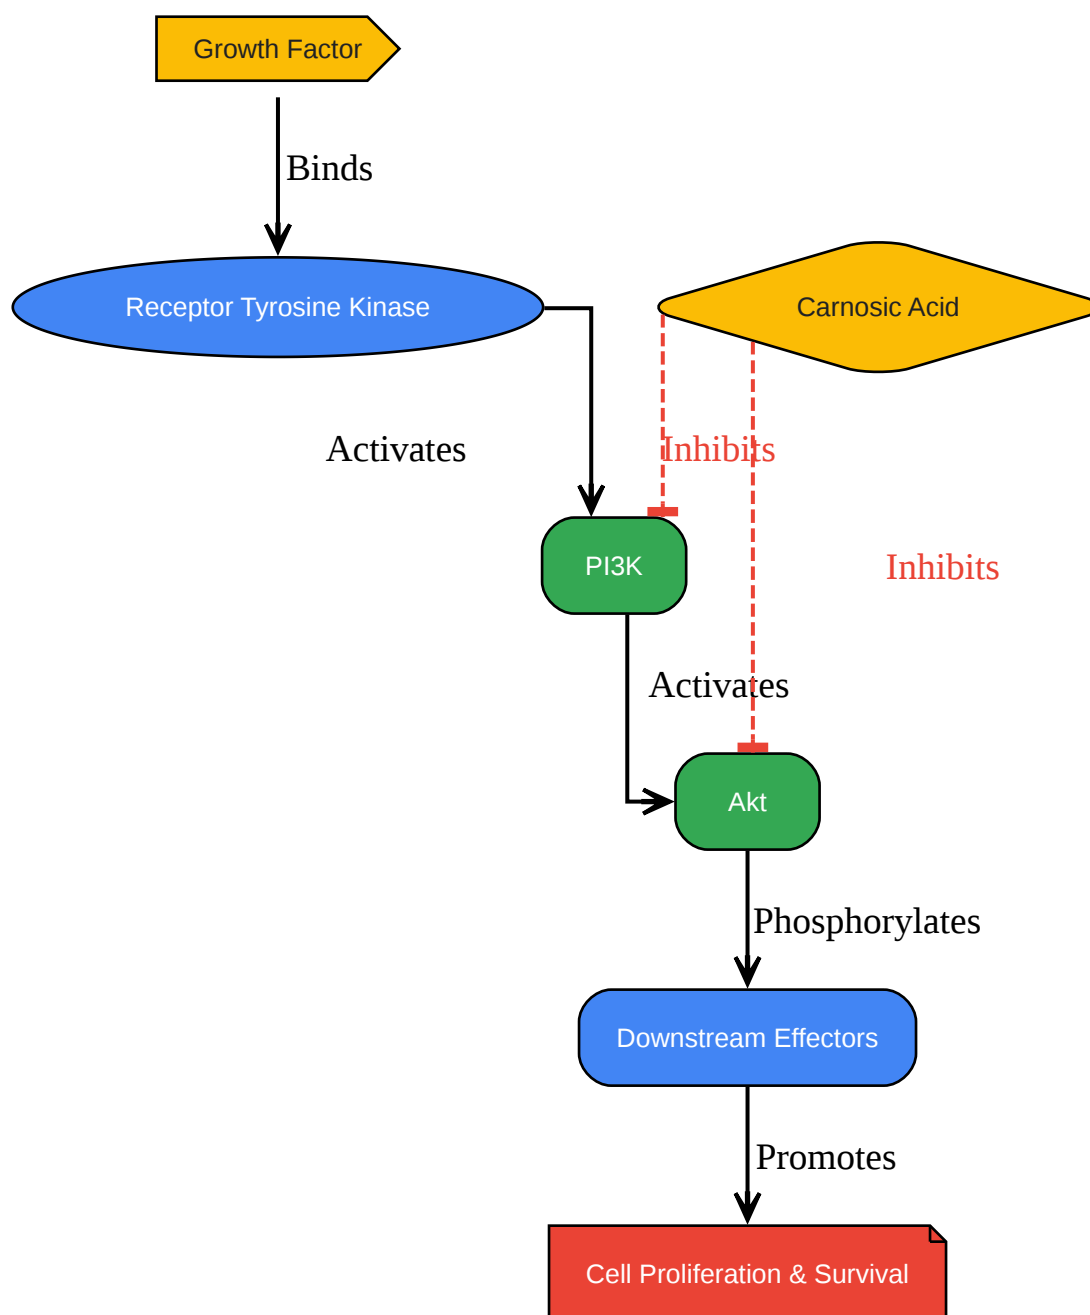 Growth Factor
Binds
Receptor Tyrosine Kinase
Carnosic Acid
Activates
Inhibits
PI3K
Inhibits
Activates
Akt
Phosphorylates
Downstream Effectors
Promotes
Cell Proliferation & Survival